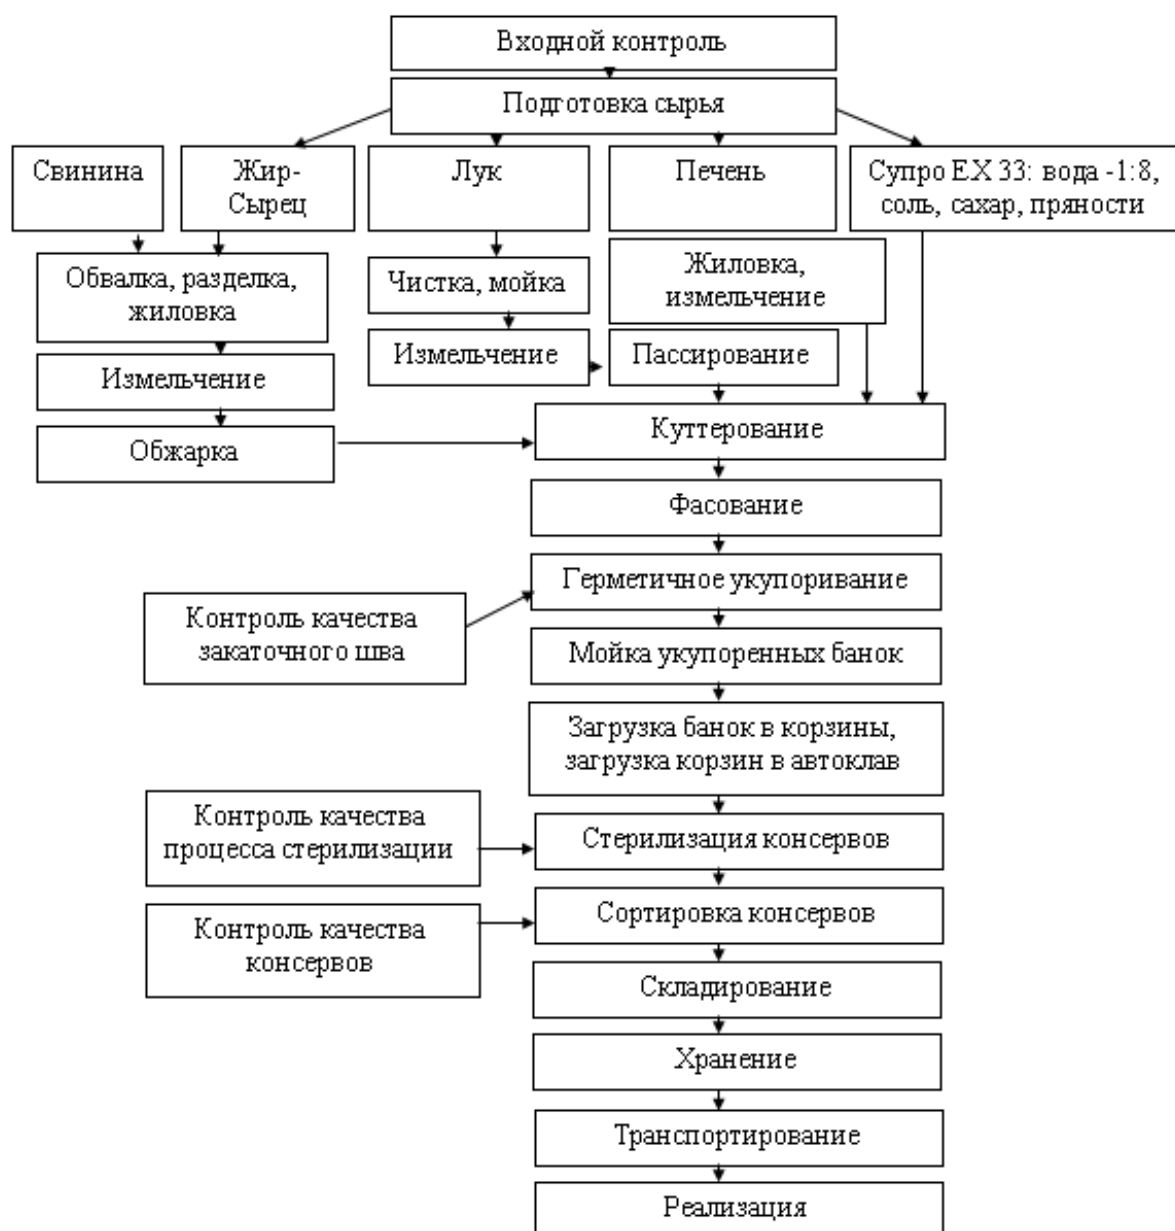 Входной контроль
Подготовка сырья
Свинина
Жир-
Сырец
Лук
Печень
Супро EX 33: вода -1:8,
соль, сахар, пряности
Обвалка, разделка,
жиловка
Чистка, мойка
Жиловка,
измельчение
Измельчение
Измельчение
Пассирование
Обжарка
Куттерование
Фасование
Герметичное укупоривание
Контроль качества
закаточного шва
Мойка укупоренных банок
Загрузка банок в корзины,
загрузка корзин в автоклав
Контроль качества
процесса стерилизации
Стерилизация консервов
Контроль качества
консервов
Сортировка консервов
Складирование
Хранение
Транспортирование
Реализация